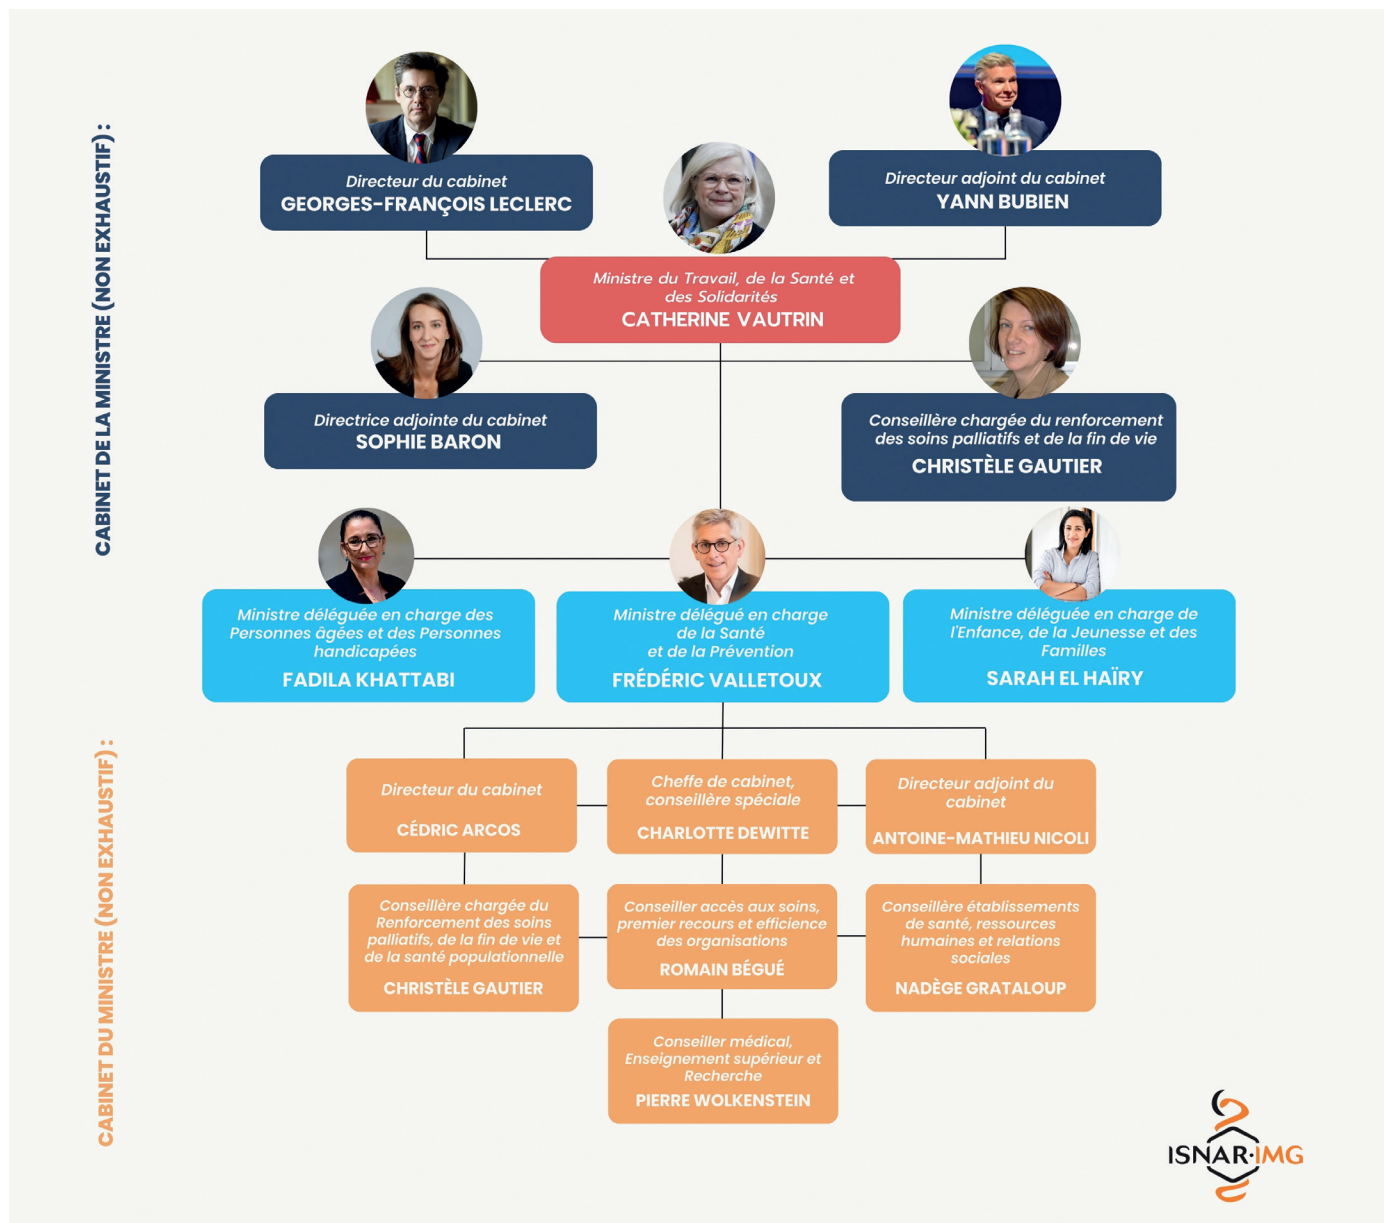 CABINET DE LA MINISTRE (NON EXHAUSTIF) :
Directeur du cabinet
GEORGES-FRANÇOIS LECLERC
Directeur adjoint du cabinet
YANN BUBIEN
Ministre du Travail, de la Santé et
des Solidarités
CATHERINE VAUTRIN
Directrice adjointe du cabinet
SOPHIE BARON
Conseillère chargée du renforcement
des soins palliatifs et de la fin de vie
CHRISTÈLE GAUTIER
Ministre déléguée en charge des
Personnes âgées et des Personnes
handicapées
FADILA KHATTABI
Ministre délégué en charge
de la Santé
et de la Prévention
FRÉDÉRIC VALLETOUX
Ministre déléguée en charge de
l'Enfance, de la Jeunesse et des
Familles
SARAH EL HAÏRY
CABINET DU MINISTRE (NON EXHAUSTIF) :
Directeur du cabinet
CÉDRIC ARCOS
Cheffe de cabinet,
conseillère spéciale
CHARLOTTE DEWITTE
Directeur adjoint du
cabinet
ANTOINE-MATHIEU NICOLI
Conseillère chargée du
Renforcement des soins
palliatifs, de la fin de vie et
de la santé populationnelle
CHRISTÈLE GAUTIER
Conseiller accès aux soins,
premier recours et efficience
des organisations
ROMAIN BÉGUÉ
Conseillère établissements
de santé, ressources
humaines et relations
sociales
NADÈGE GRATALOUP
Conseiller médical,
Enseignement supérieur et
Recherche
PIERRE WOLKENSTEIN
ISNAR·IMG